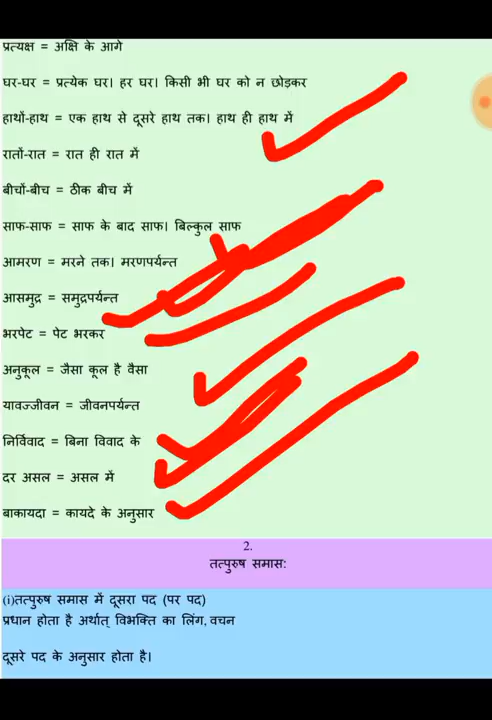 प्रत्यक्ष = अक्षि के आगे
घर-घर = प्रत्येक घर। हर घर। किसी भी घर को न छोड़कर
हाथों-हाथ = एक हाथ से दूसरे हाथ तक। हाथ ही हाथ में
रातों-रात = रात ही रात में
बीचों-बीच = ठीक बीच में
साफ-साफ = साफ के बाद साफ। बिल्कुल साफ
आमरण = मरने तक। मरणपर्यन्त
आसमुद्र = समुद्रपर्यन्त
भरपेट = पेट भरकर
अनुकूल = जैसा कूल है वैसा
यावज्जीवन = जीवनपर्यन्त
निर्विवाद = बिना विवाद के
दर असल = असल में
बाकायदा = कायदे के अनुसार
2.
तत्पुरुष समास:
(i)तत्पुरुष समास में दूसरा पद (पर पद)
प्रधान होता है अर्थात् विभक्ति का लिंग, वचन
दूसरे पद के अनुसार होता है।